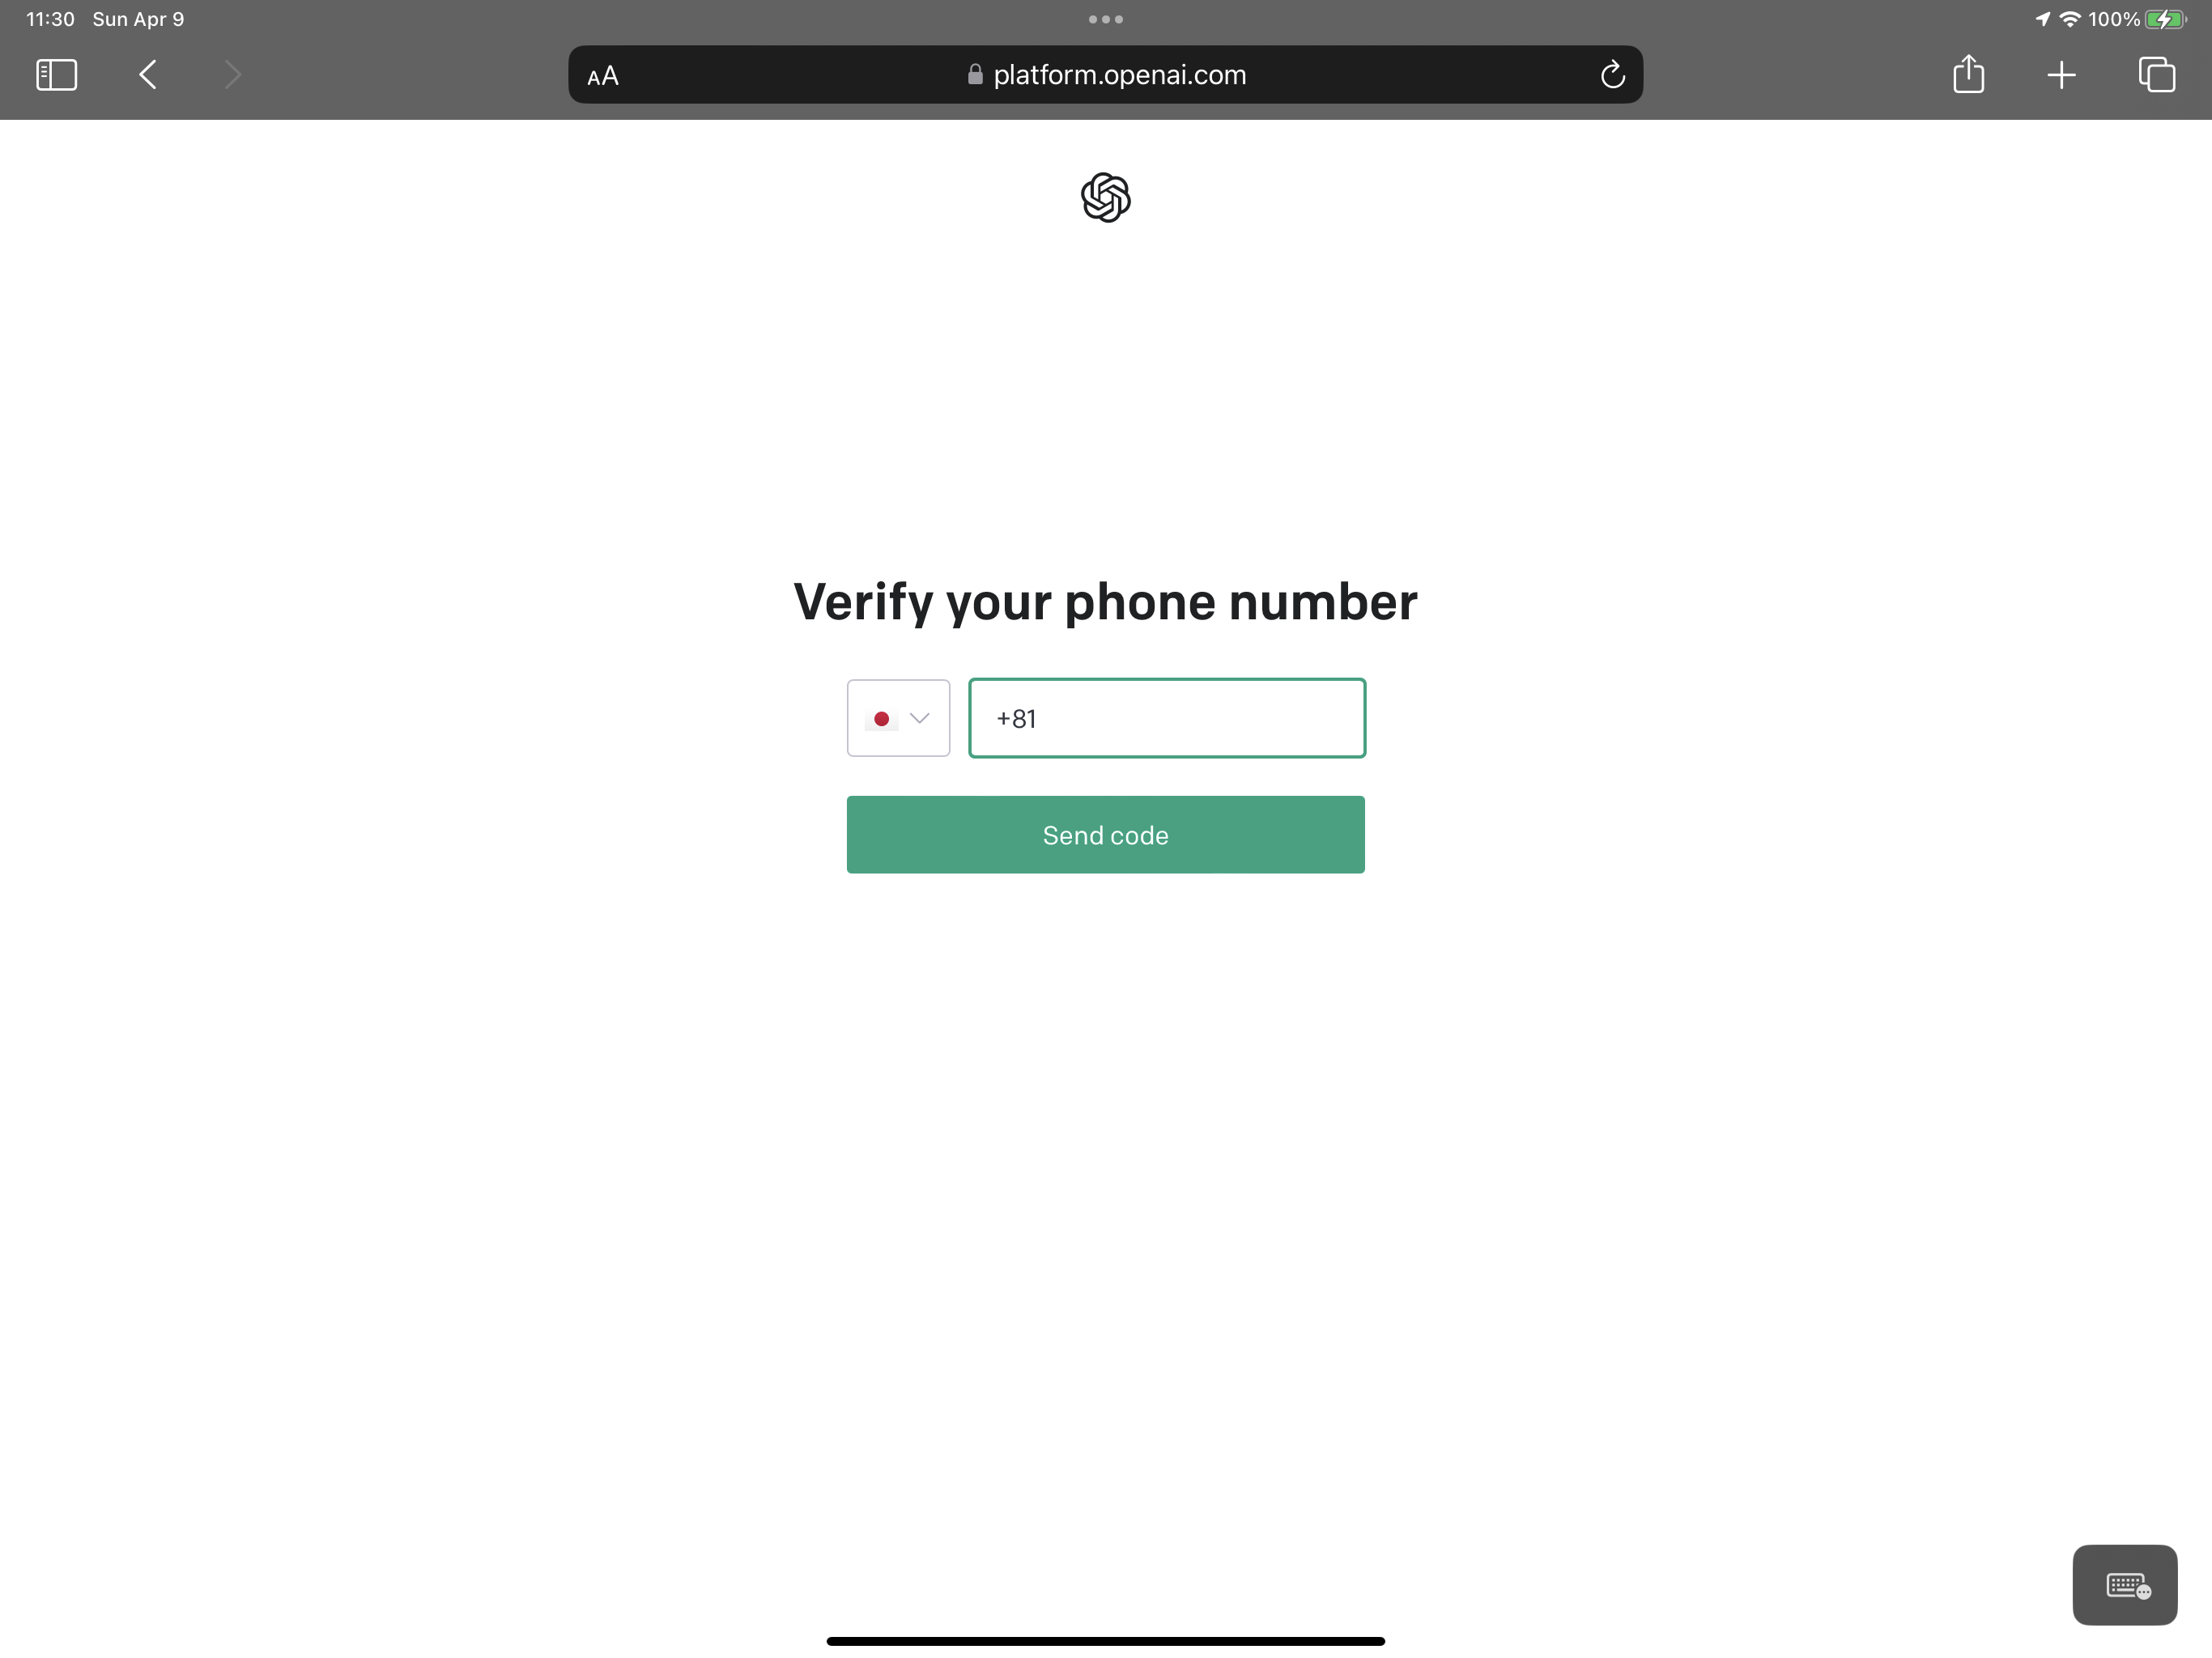 11:30 Sun Apr 9
100%
AA platform.openai.com
Verify your phone number
+81
Send code